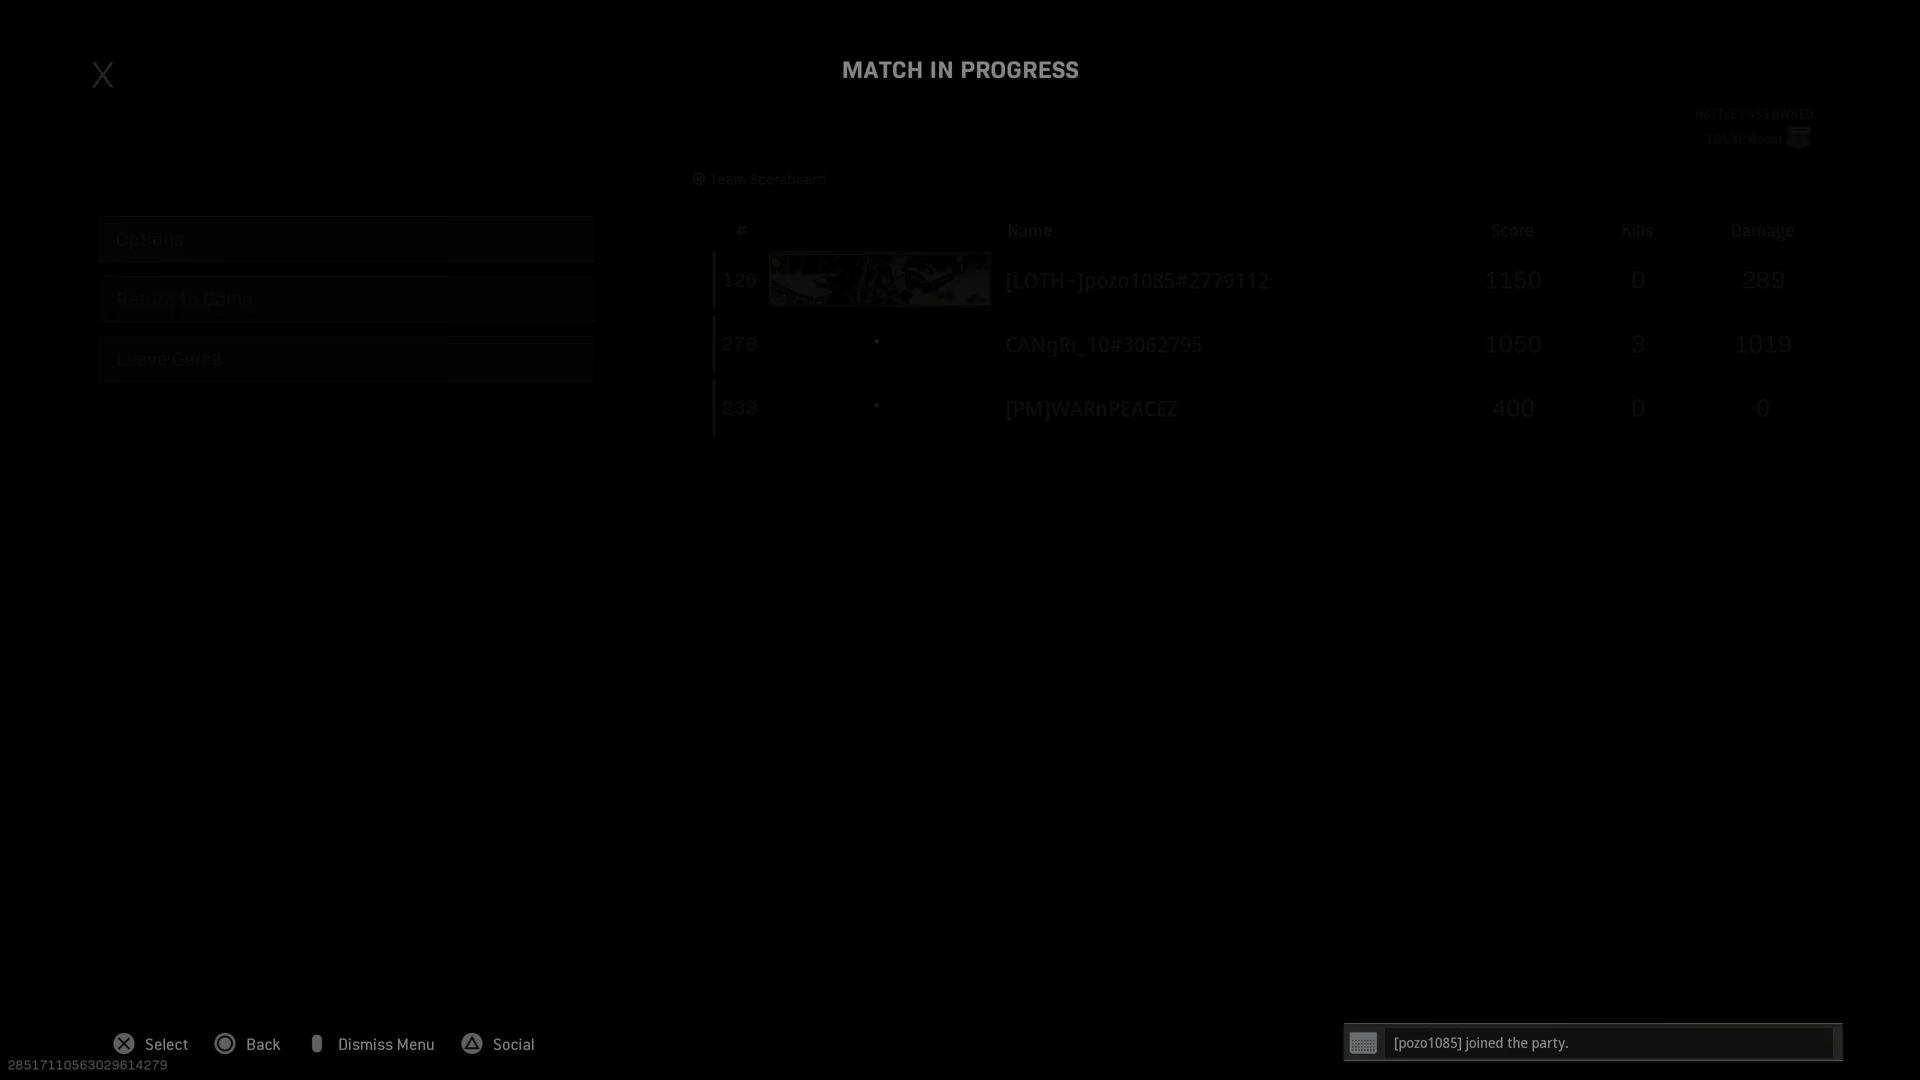 X
MATCH IN PROGRESS
BATTLE PASS OWNED
10% XP Boost
Team Scoreboard
Options
Return to Game
Leave Game
# Name Score Kills Damage
126 [LOTH~]pozo1085#2779112 1150 0 289
278 CANgRi_10#3062795 1050 3 1019
233 [PM]WARnPEACEZ 400 0 0
Select Back Dismiss Menu Social
[pozo1085] joined the party.
28517110563029614279